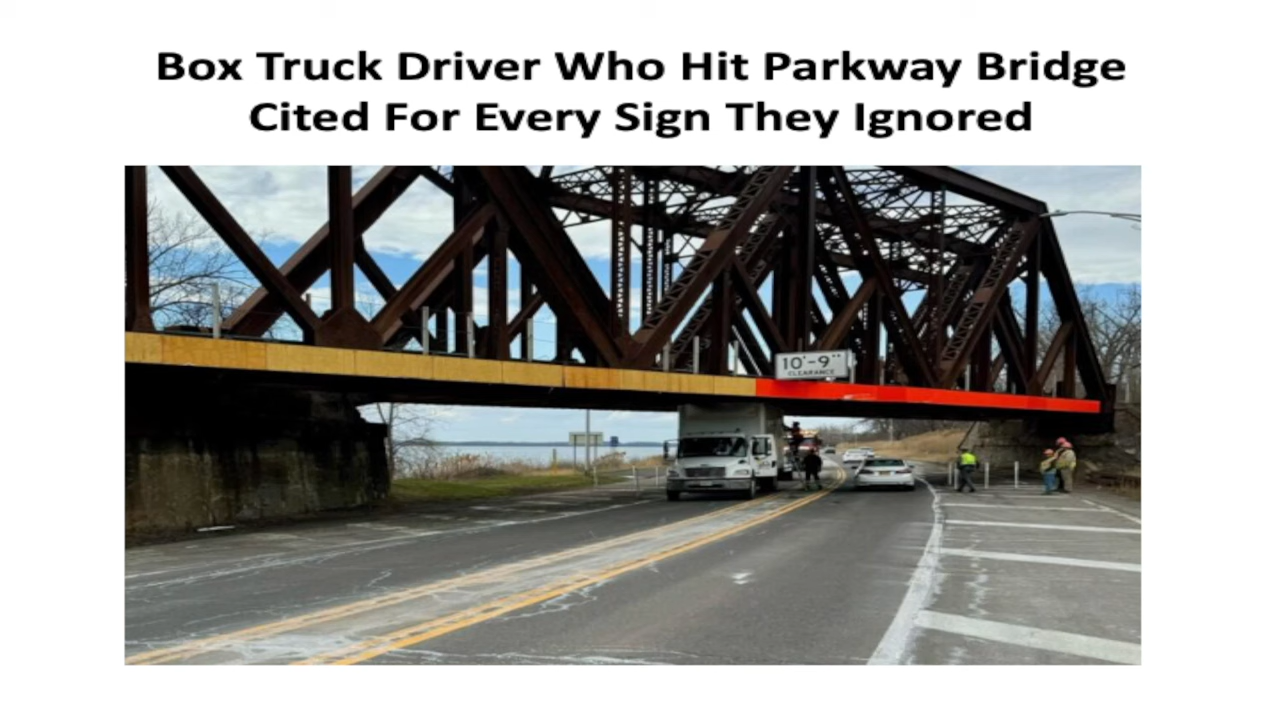 Box Truck Driver Who Hit Parkway Bridge
Cited For Every Sign They Ignored
10'-9"
CLEARANCE